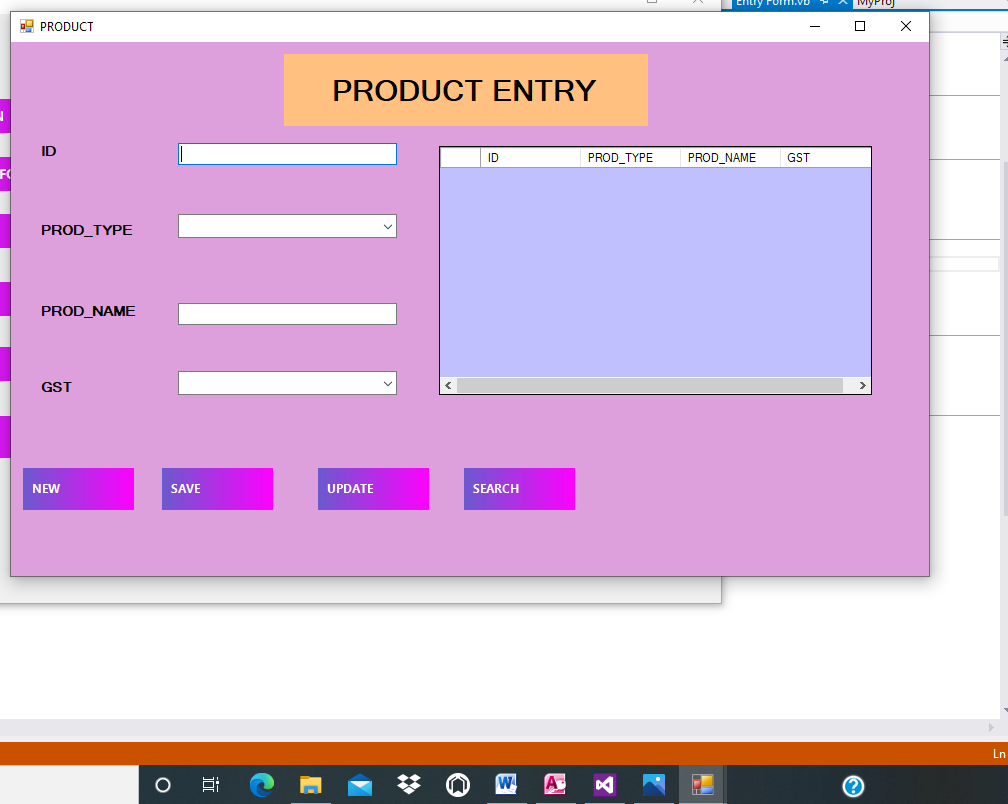 Entry Form.vb MyProj
PRODUCT
PRODUCT ENTRY
ID
PROD_TYPE
PROD_NAME
GST
ID PROD_TYPE PROD_NAME GST
NEW SAVE UPDATE SEARCH
N
FO
Ln